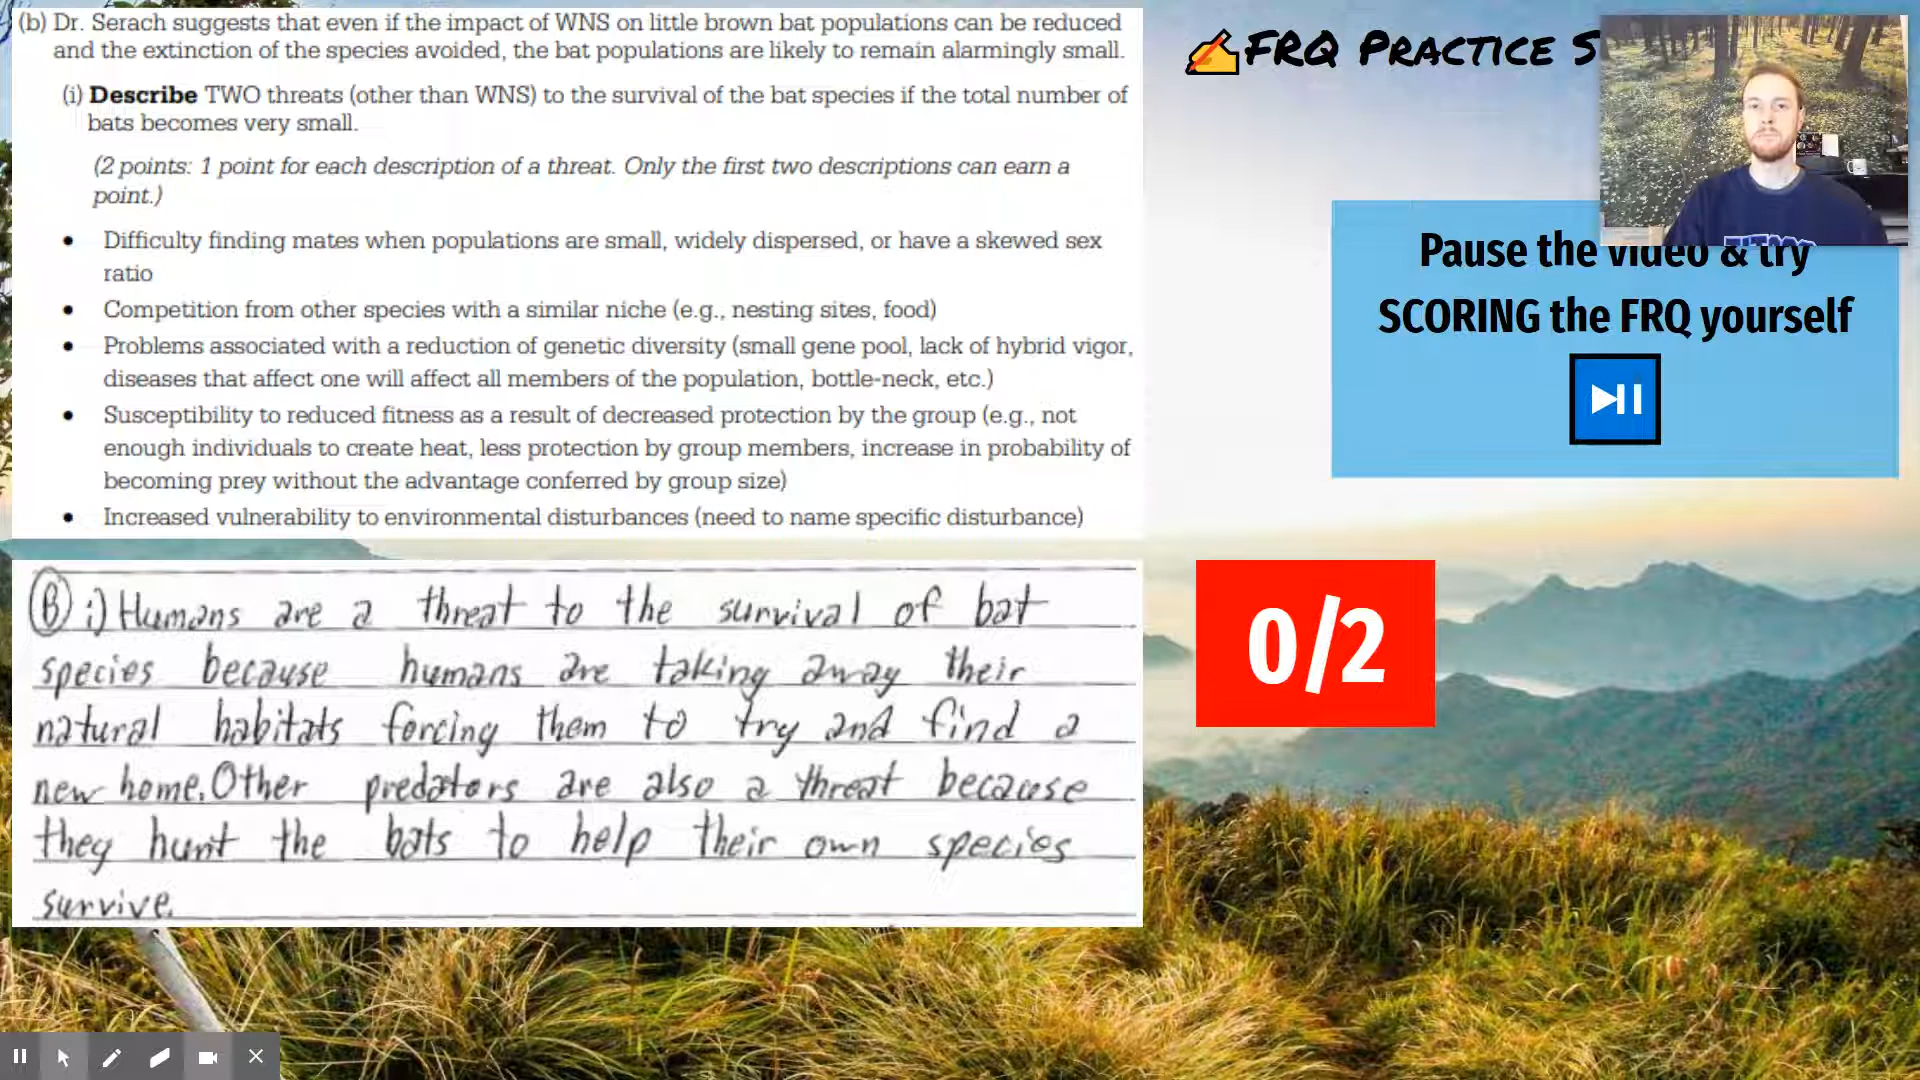 (b) Dr. Serach suggests that even if the impact of WNS on little brown bat populations can be reduced
and the extinction of the species avoided, the bat populations are likely to remain alarmingly small.
(i) Describe TWO threats (other than WNS) to the survival of the bat species if the total number of
bats becomes very small.
(2 points: 1 point for each description of a threat. Only the first two descriptions can earn a
point.)
• Difficulty finding mates when populations are small, widely dispersed, or have a skewed sex
ratio
• Competition from other species with a similar niche (e.g., nesting sites, food)
• Problems associated with a reduction of genetic diversity (small gene pool, lack of hybrid vigor,
diseases that affect one will affect all members of the population, bottle-neck, etc.)
• Susceptibility to reduced fitness as a result of decreased protection by the group (e.g., not
enough individuals to create heat, less protection by group members, increase in probability of
becoming prey without the advantage conferred by group size)
• Increased vulnerability to environmental disturbances (need to name specific disturbance)
(B) i) Humans are a threat to the survival of bat
species because humans are taking away their
natural habitats forcing them to try and find a
new home. Other predators are also a threat because
they hunt the bats to help their own species
survive.
FRQ Practice S
Pause the video & try
SCORING the FRQ yourself
0/2